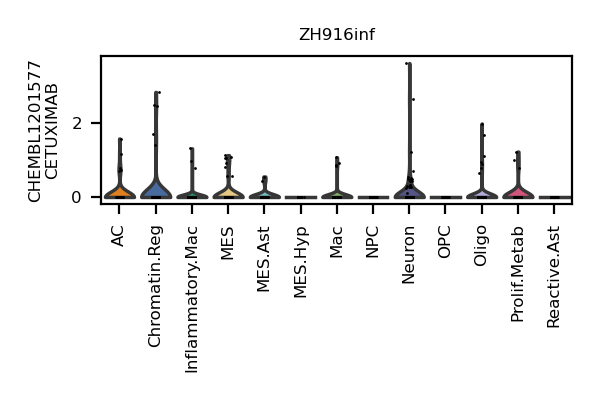 ZH916inf
CHEMBL1201577
CETUXIMAB
2
0
AC
Chromatin.Reg
Inflammatory.Mac
MES
MES.Ast
MES.Hyp
Mac
NPC
Neuron
OPC
Oligo
Prolif.Metab
Reactive.Ast